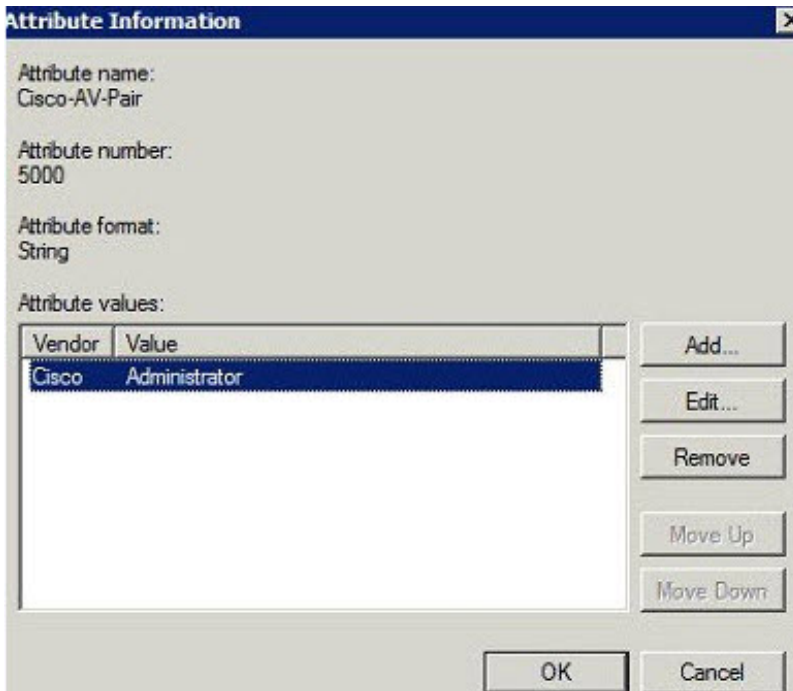 Attribute Information
Attribute name:
Cisco-AV-Pair
Attribute number:
5000
Attribute format:
String
Attribute values:
Vendor Value
Cisco Administrator
Add...
Edit...
Remove
Move Up
Move Down
OK Cancel